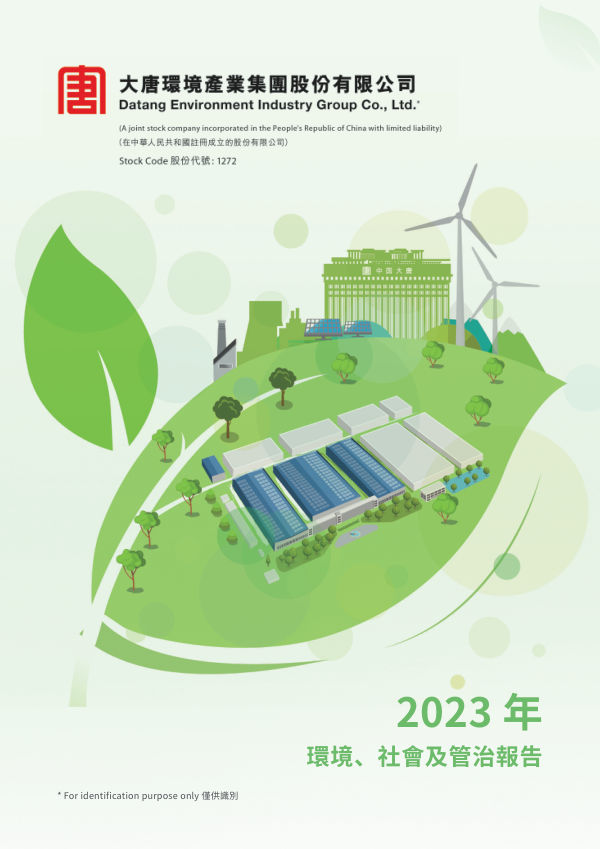 唐
大唐環境產業集團股份有限公司
Datang Environment Industry Group Co., Ltd.*
(A joint stock company incorporated in the People's Republic of China with limited liability)
(在中華人民共和國註冊成立的股份有限公司)
Stock Code 股份代號: 1272
中国大唐
2023 年
環境、社會及管治報告
* For identification purpose only 僅供識別